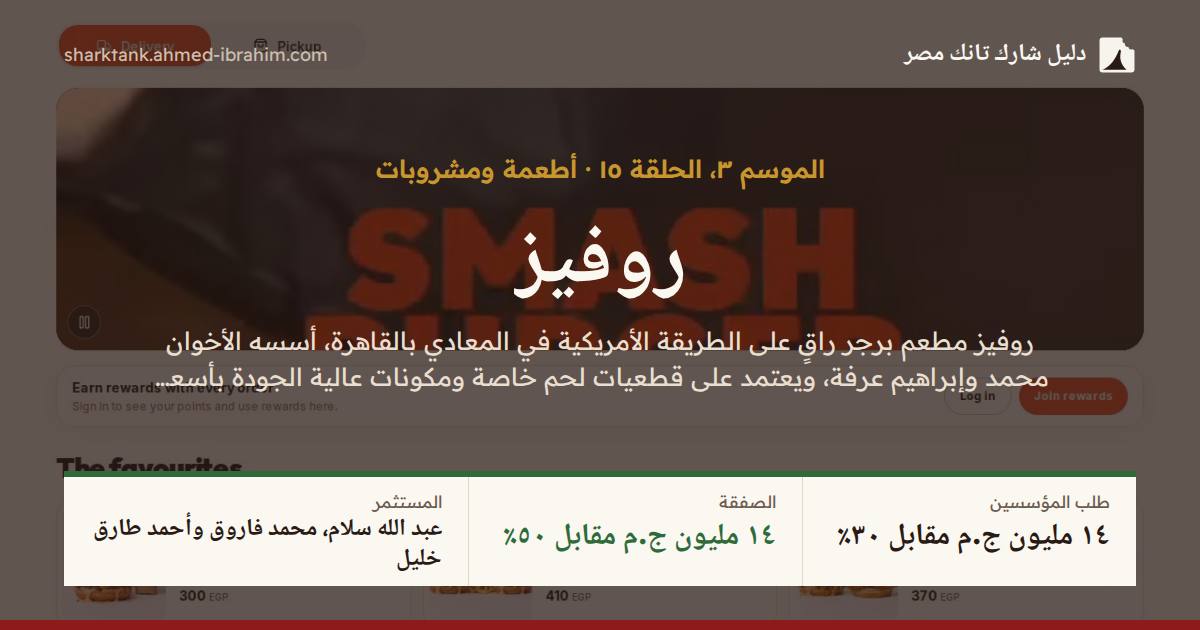 دليل شارك تانك مصر
sharktank.ahmed-ibrahim.com
Delivery
Pickup
الموسم ٣، الحلقة ١٥ · أطعمة ومشروبات
SMASH
BURGER
روفيز
روفيز مطعم برجر راقٍ على الطريقة الأمريكية في المعادي بالقاهرة، أسسه الأخوان
محمد وإبراهيم عرفة، ويعتمد على قطعيات لحم خاصة ومكونات عالية الجودة بأسع...
Earn rewards with every order.
Sign in to see your points and use rewards here.
Log in
Join rewards
The favourites
طلب المؤسسين
١٤ مليون ج.م مقابل ٣٠٪
الصفقة
١٤ مليون ج.م مقابل ٥٠٪
المستثمر
عبد الله سلام، محمد فاروق وأحمد طارق
خليل
300 EGP
410 EGP
370 EGP